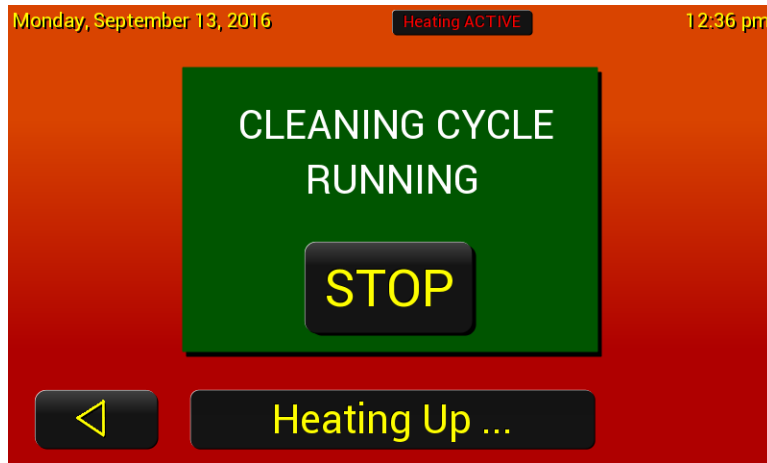 Monday, September 13, 2016
Heating ACTIVE
12:36 pm
CLEANING CYCLE
RUNNING
STOP
Heating Up ...